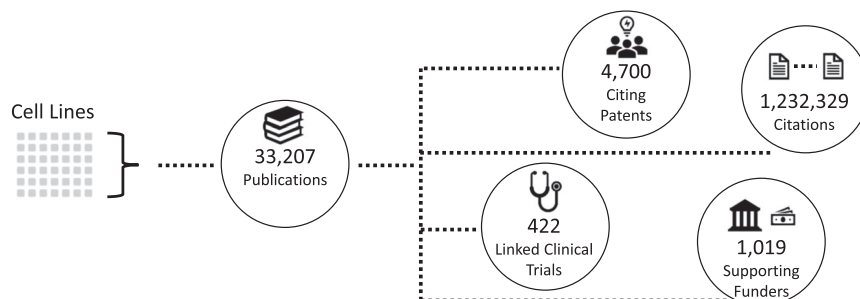 Cell Lines
33,207
Publications
4,700
Citing
Patents
1,232,329
Citations
422
Linked Clinical
Trials
1,019
Supporting
Funders